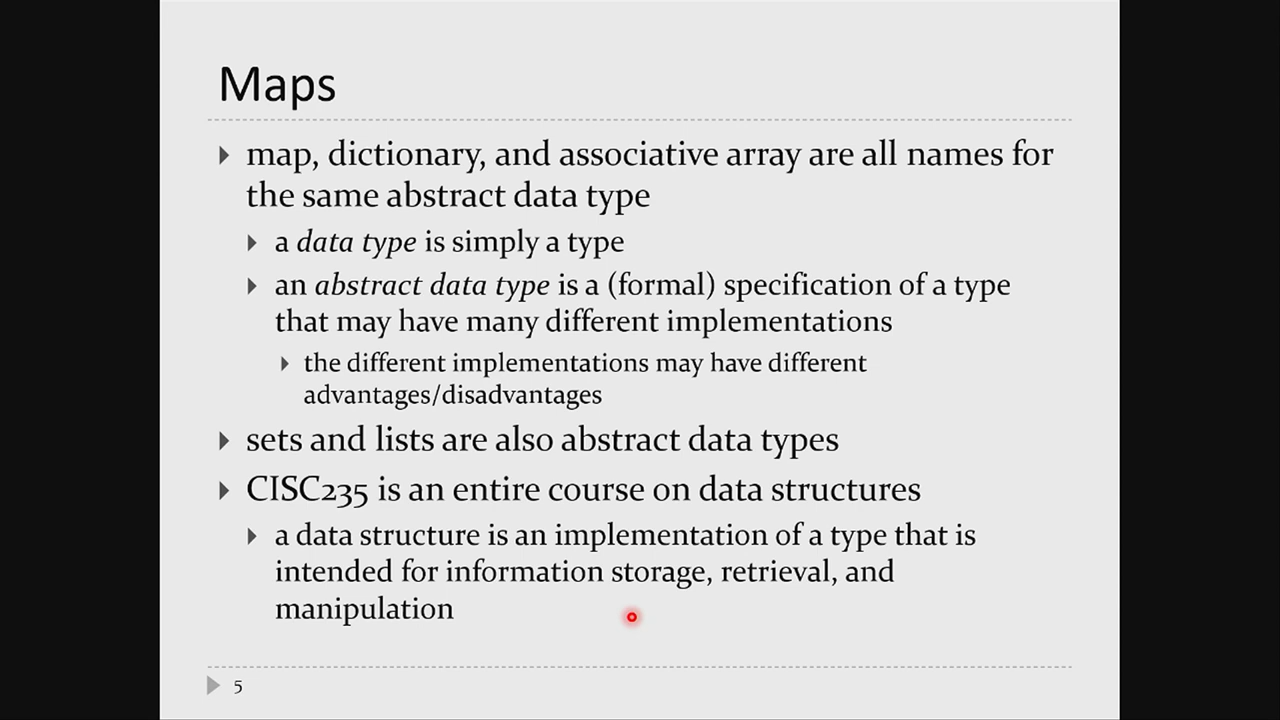 Maps
map, dictionary, and associative array are all names for
the same abstract data type
a data type is simply a type
an abstract data type is a (formal) specification of a type
that may have many different implementations
the different implementations may have different
advantages/disadvantages
sets and lists are also abstract data types
CISC235 is an entire course on data structures
a data structure is an implementation of a type that is
intended for information storage, retrieval, and
manipulation
5